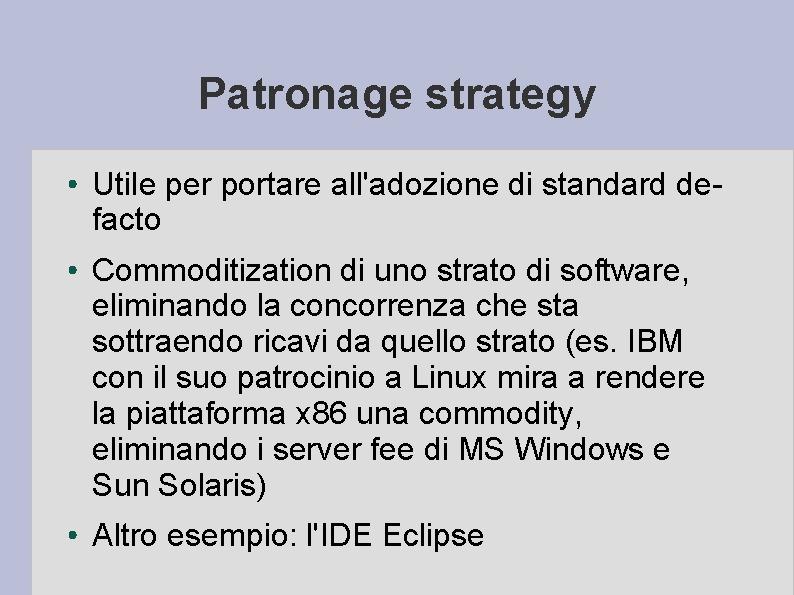 Patronage strategy
• Utile per portare all'adozione di standard de-
facto
• Commoditization di uno strato di software,
eliminando la concorrenza che sta
sottraendo ricavi da quello strato (es. IBM
con il suo patrocinio a Linux mira a rendere
la piattaforma x86 una commodity,
eliminando i server fee di MS Windows e
Sun Solaris)
• Altro esempio: l'IDE Eclipse